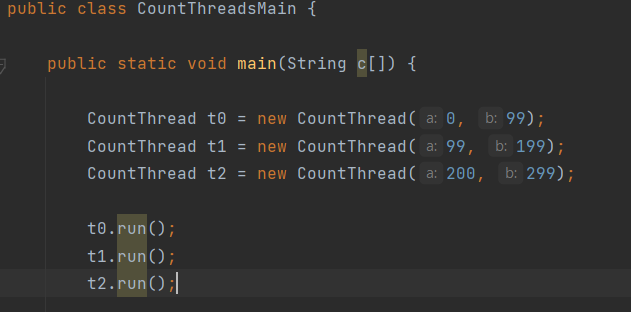 public class CountThreadsMain {
public static void main(String c[]) {
CountThread t0 = new CountThread( a: 0, b: 99);
CountThread t1 = new CountThread( a: 99, b: 199);
CountThread t2 = new CountThread( a: 200, b: 299);
t0.run();
t1.run();
t2.run();